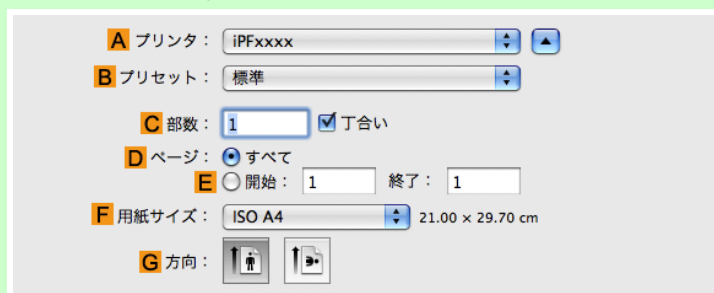 A プリンタ： iPFxxxx
B プリセット： 標準
C 部数： 1 丁合い
D ページ： すべて
E 開始： 1 終了： 1
F 用紙サイズ： ISO A4 21.00 × 29.70 cm
G 方向：